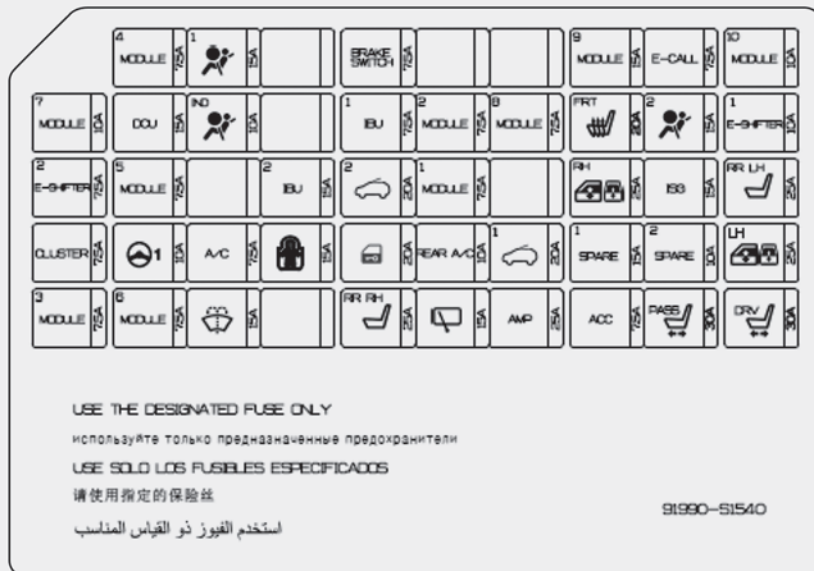 4 MODULE 7.5A 1 15A BRAKE SWITCH 7.5A 9 MODULE 15A E-CALL 7.5A 10 MODULE 10A
7 MODULE 10A DCU 15A IND 10A 1 IBU 7.5A 2 MODULE 7.5A 8 MODULE 7.5A FRT 20A 2 15A 1 E-SHIFTER 10A
2 E-SHIFTER 7.5A 5 MODULE 7.5A 2 IBU 15A 2 20A 1 MODULE 7.5A RH 25A ISG 15A RR LH 25A
CLUSTER 7.5A 1 10A A/C 7.5A 15A 20A REAR A/C 10A 1 20A 1 SPARE 15A 2 SPARE 10A LH 25A
3 MODULE 7.5A 6 MODULE 7.5A 15A RR RH 25A 15A AMP 25A ACC 7.5A PASS 30A DRV 30A
USE THE DESIGNATED FUSE ONLY
используйте только предназначенные предохранители
USE SOLO LOS FUSIBLES ESPECIFICADOS
请使用指定的保险丝
استخدم الفيوز ذو القياس المناسب
91990-S1540